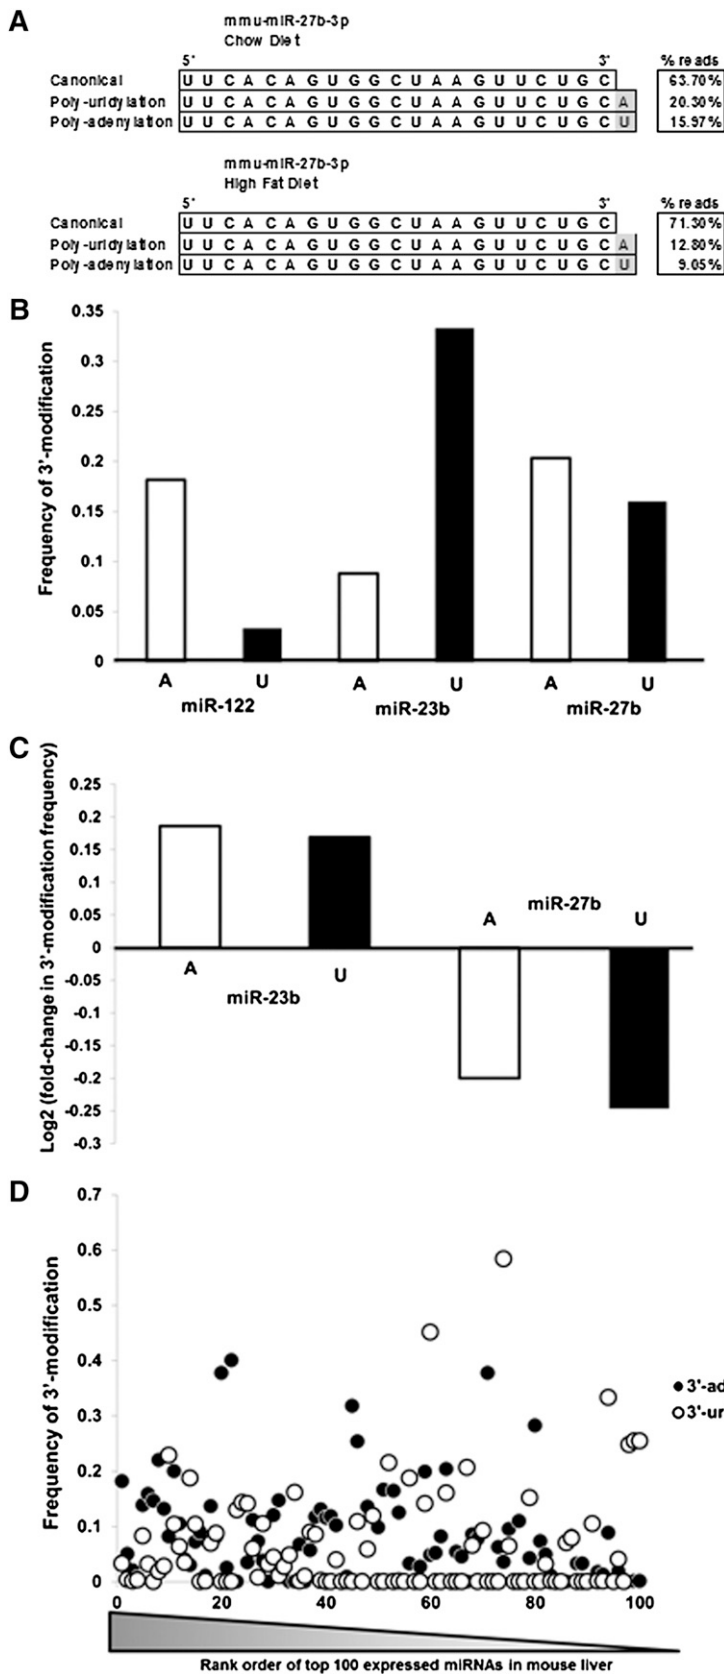 A
mmu-miR-27b-3p
Chow Diet
5' 3' % reads
Canonical U U C A C A G U G G C U A A G U U C U G C 63.70%
Poly-uridylation U U C A C A G U G G C U A A G U U C U G C A 20.30%
Poly-adenylation U U C A C A G U G G C U A A G U U C U G C U 15.97%
mmu-miR-27b-3p
High Fat Diet
5' 3' % reads
Canonical U U C A C A G U G G C U A A G U U C U G C 71.30%
Poly-uridylation U U C A C A G U G G C U A A G U U C U G C A 12.80%
Poly-adenylation U U C A C A G U G G C U A A G U U C U G C U 9.05%
B
Frequency of 3'-modification
0.35
0.3
0.25
0.2
0.15
0.1
0.05
0
A U A U A U
miR-122 miR-23b miR-27b
C
Log2 (fold-change in 3'-modification frequency)
0.25
0.2
0.15
0.1
0.05
0
-0.05
-0.1
-0.15
-0.2
-0.25
-0.3
miR-27b
A U
A U
miR-23b
D
Frequency of 3'-modification
0.7
0.6
0.5
0.4
0.3
0.2
0.1
0
3'-ad
3'-ur
0 20 40 60 80 100
Rank order of top 100 expressed miRNAs in mouse liver